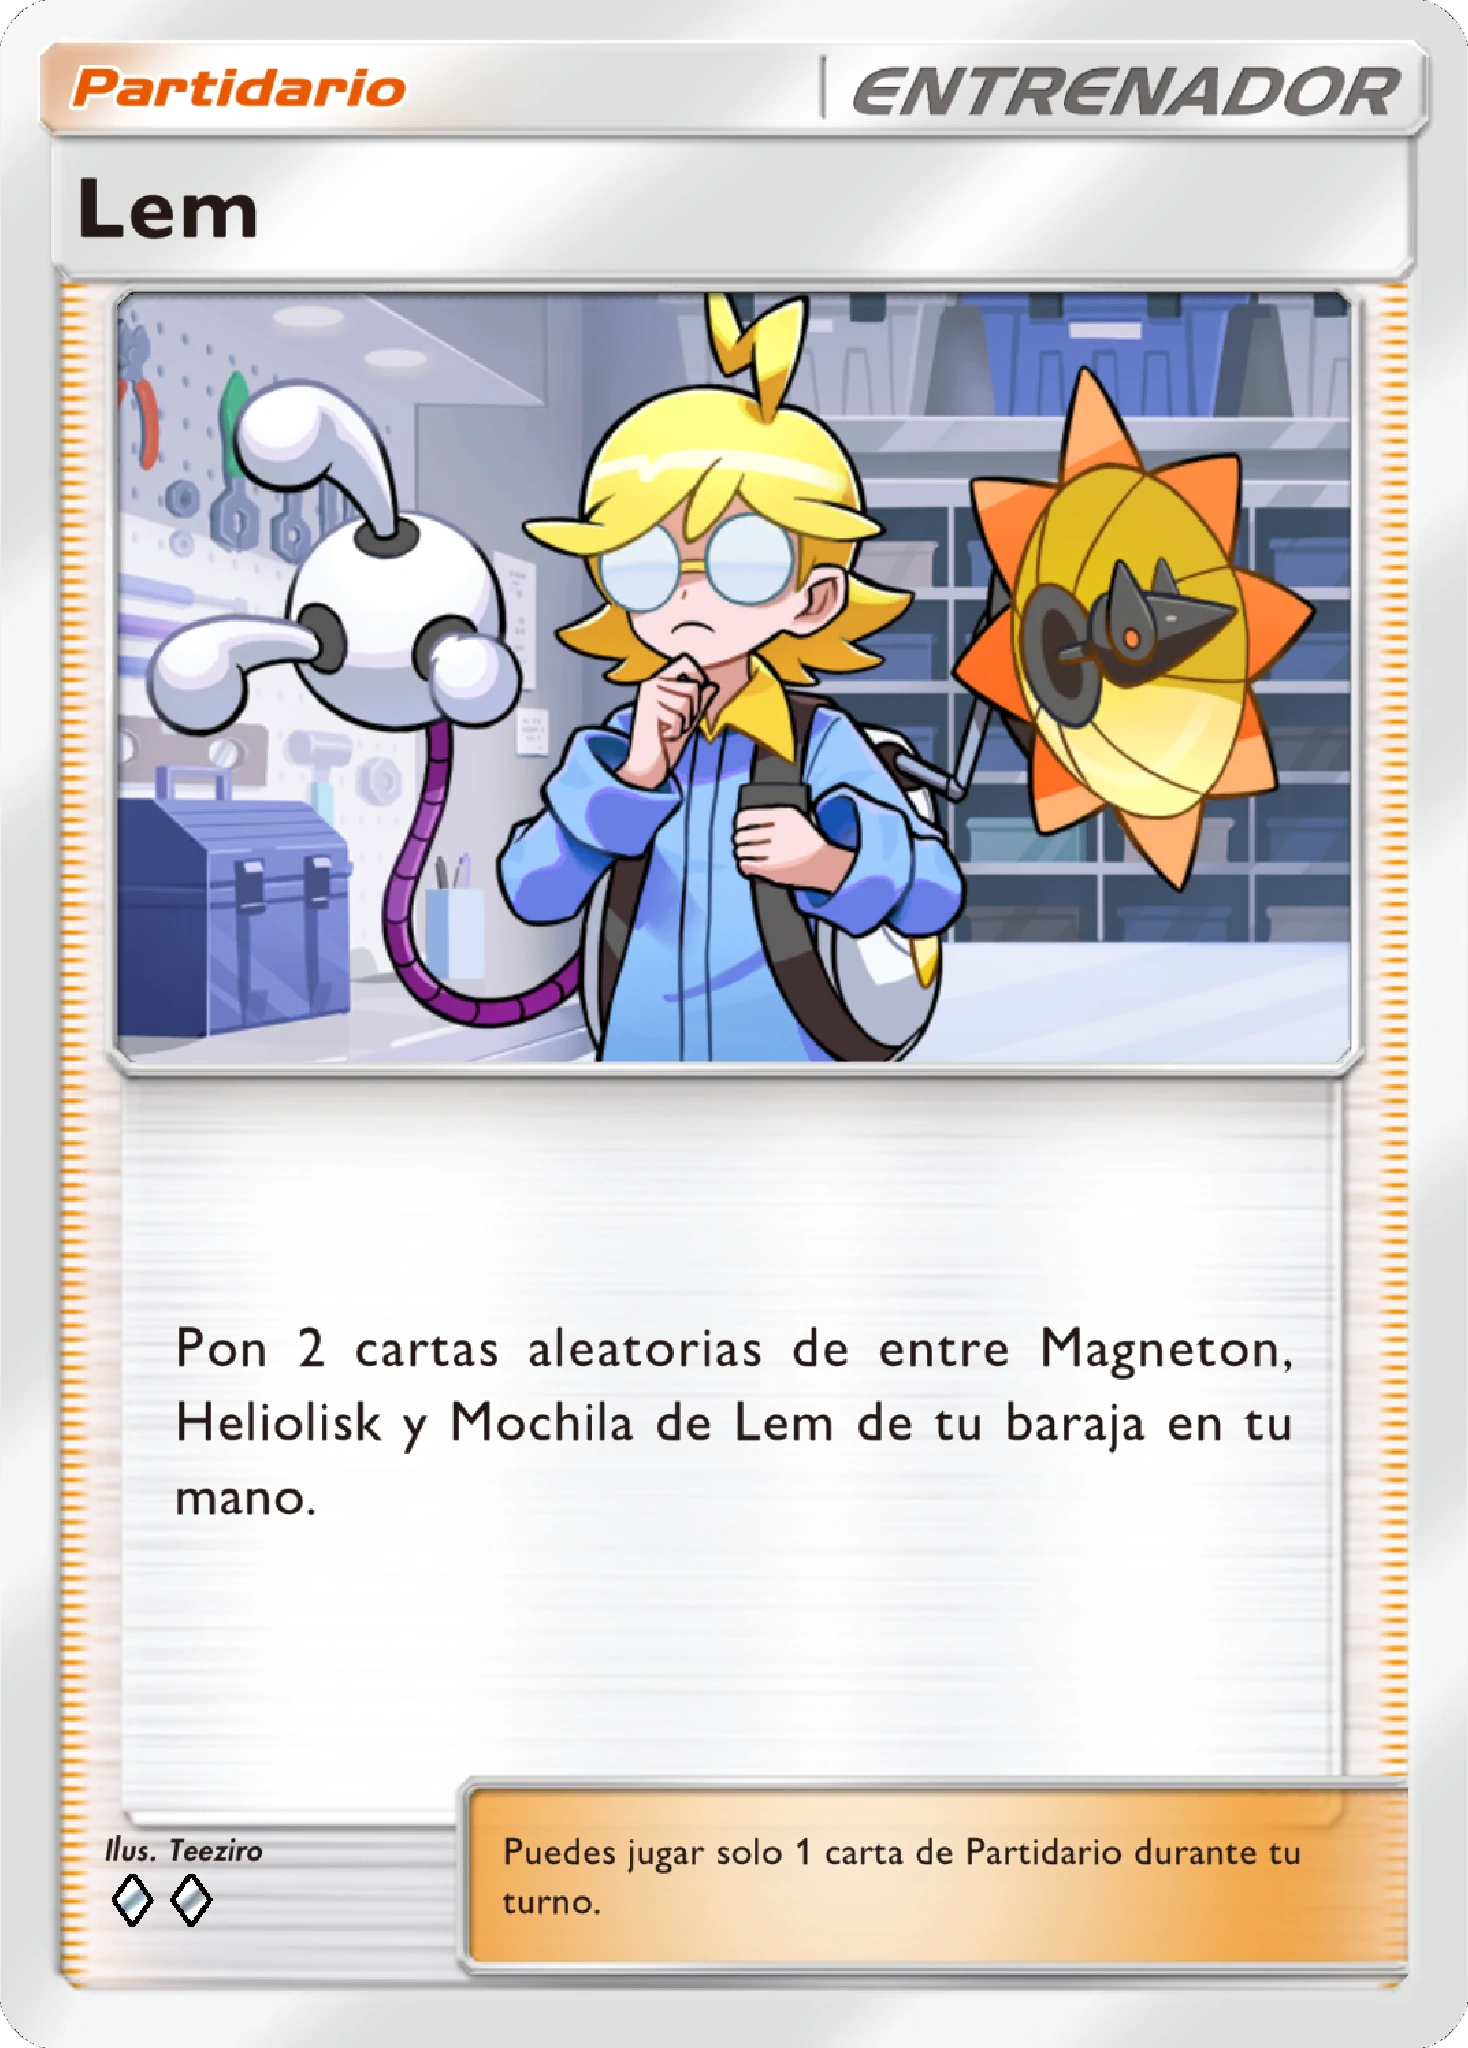 Partidario
ENTRENADOR
Lem
Pon 2 cartas aleatorias de entre Magneton,
Heliolisk y Mochila de Lem de tu baraja en tu
mano.
Ilus. Teeziro
Puedes jugar solo 1 carta de Partidario durante tu
turno.